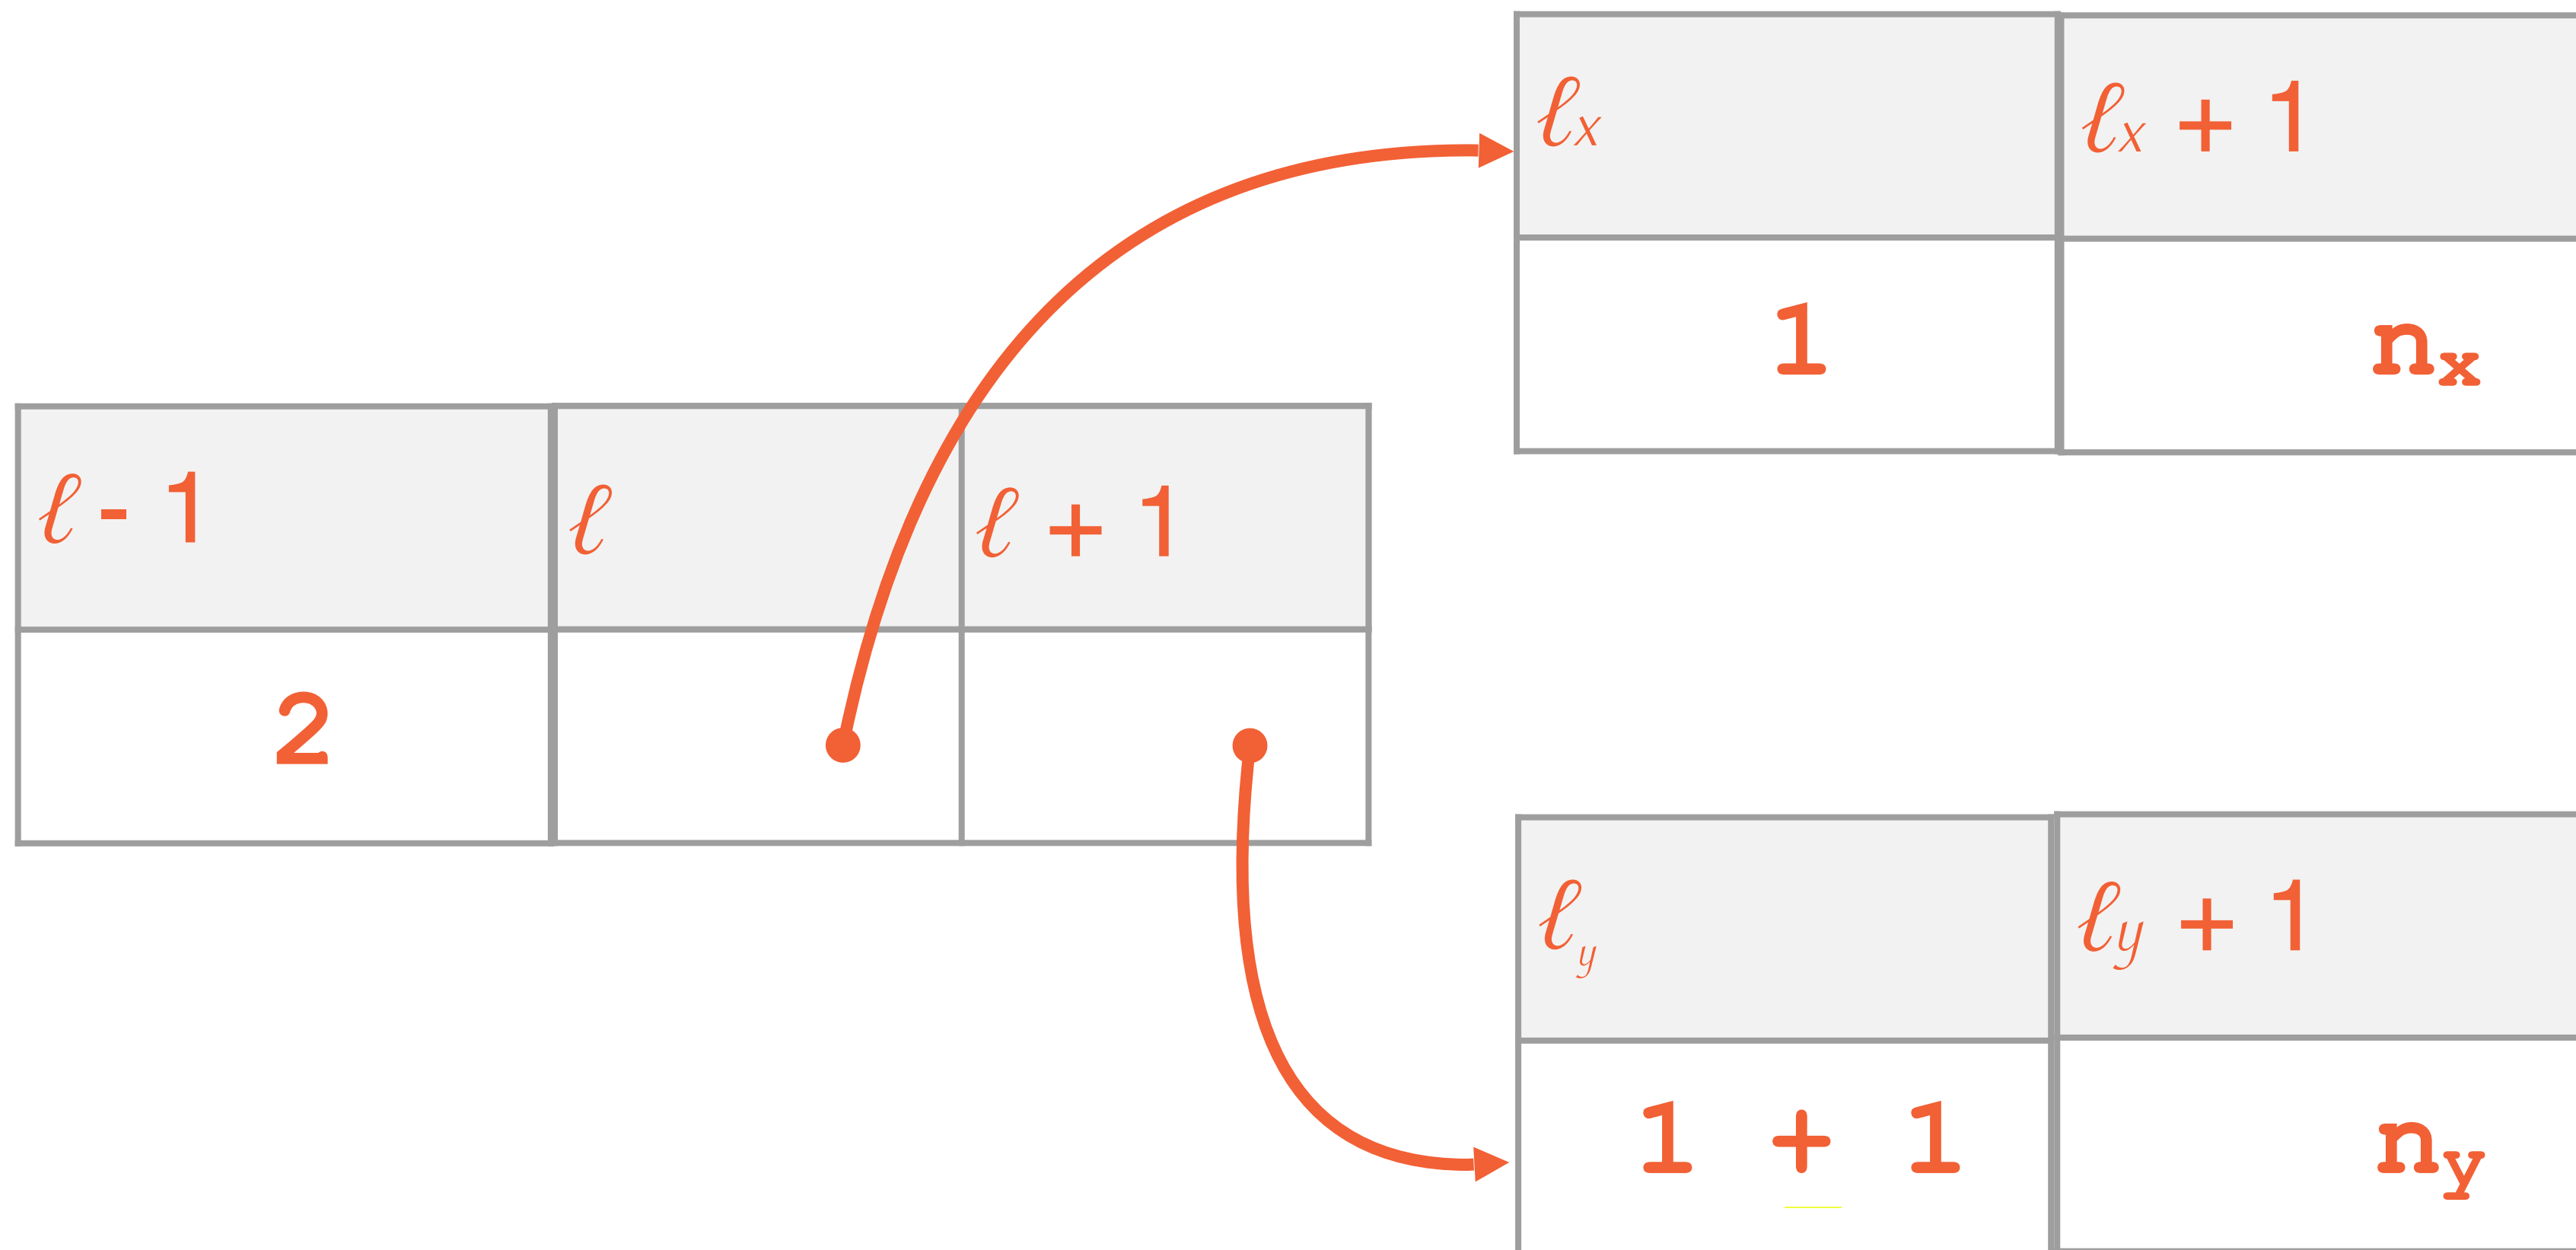 ℓx ℓx + 1
1 nx
ℓ - 1 ℓ ℓ + 1
2
ℓy ℓy + 1
1 + 1 ny